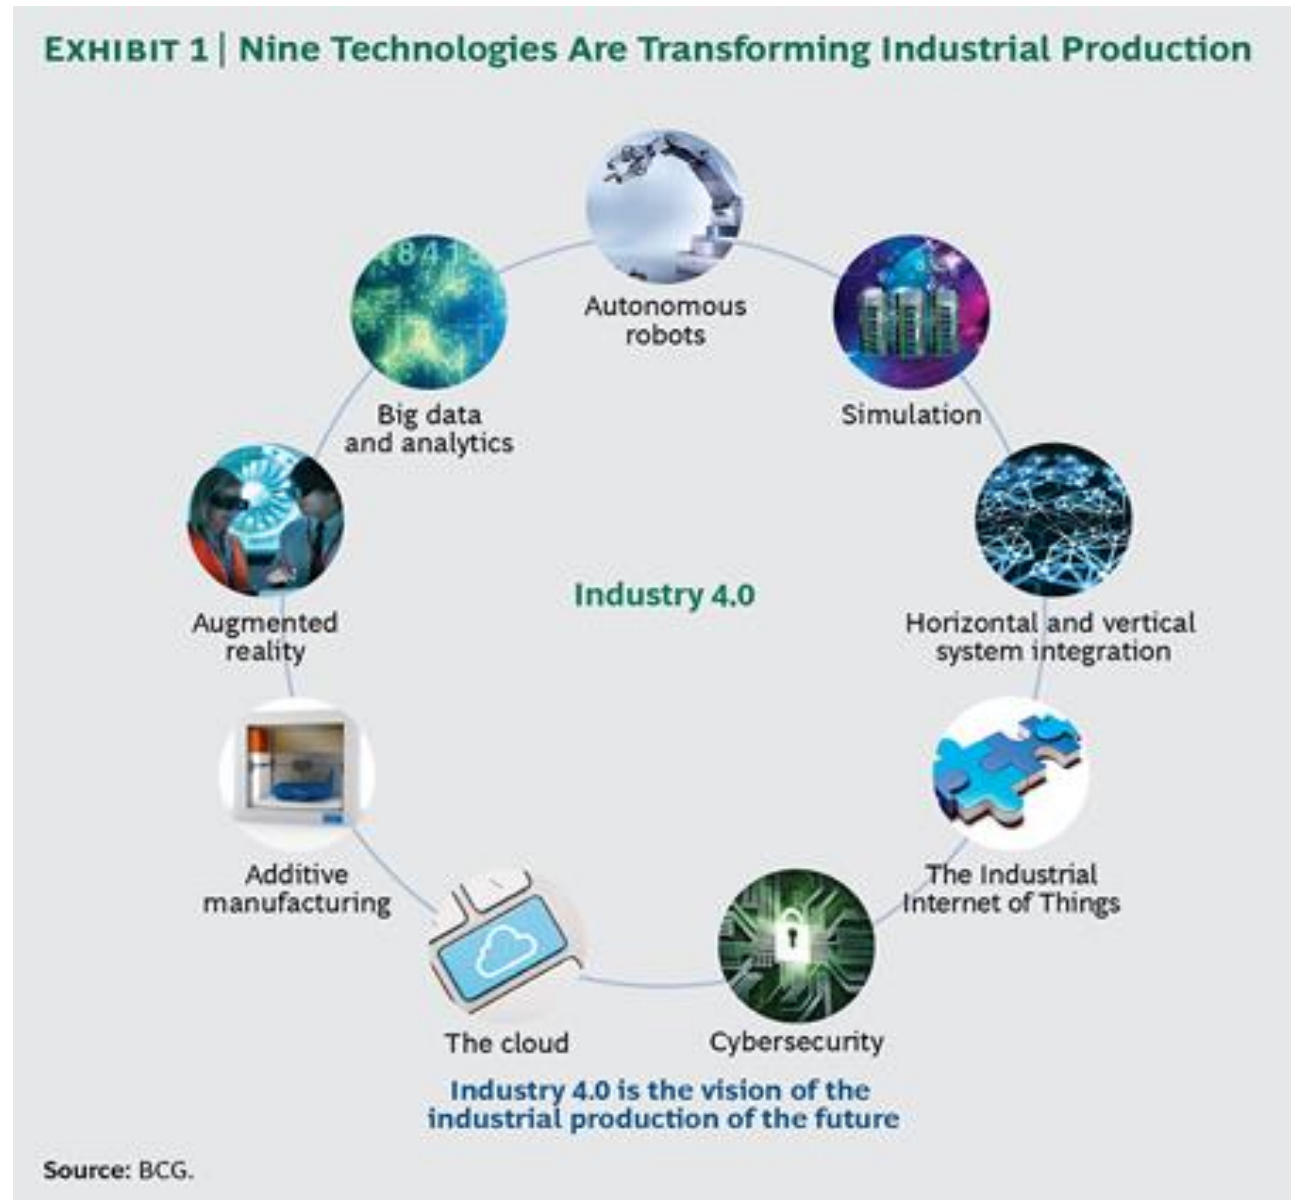 EXHIBIT 1 | Nine Technologies Are Transforming Industrial Production
Autonomous
robots
Simulation
Horizontal and vertical
system integration
The Industrial
Internet of Things
Cybersecurity
The cloud
Additive
manufacturing
Augmented
reality
Big data
and analytics
Industry 4.0
Industry 4.0 is the vision of the
industrial production of the future
Source: BCG.